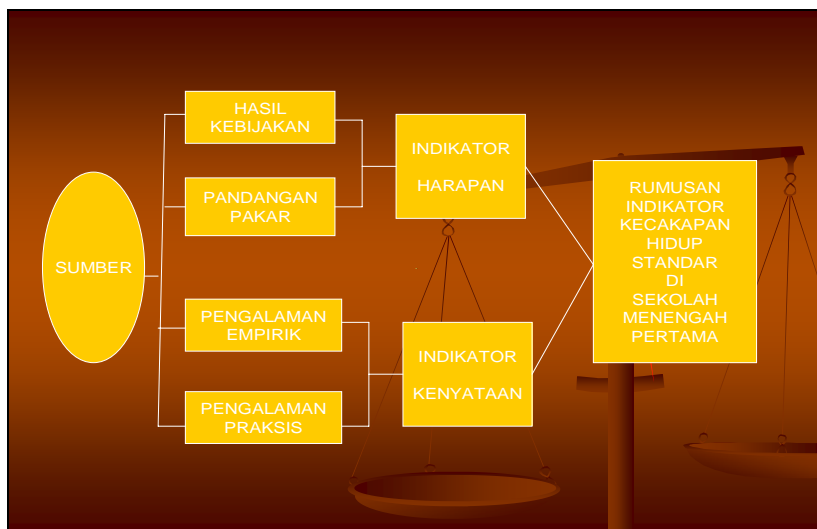 SUMBER
HASIL
KEBIJAKAN
PANDANGAN
PAKAR
PENGALAMAN
EMPIRIK
PENGALAMAN
PRAKSIS
INDIKATOR
HARAPAN
INDIKATOR
KENYATAAN
RUMUSAN
INDIKATOR
KECAKAPAN
HIDUP
STANDAR
DI
SEKOLAH
MENENGAH
PERTAMA